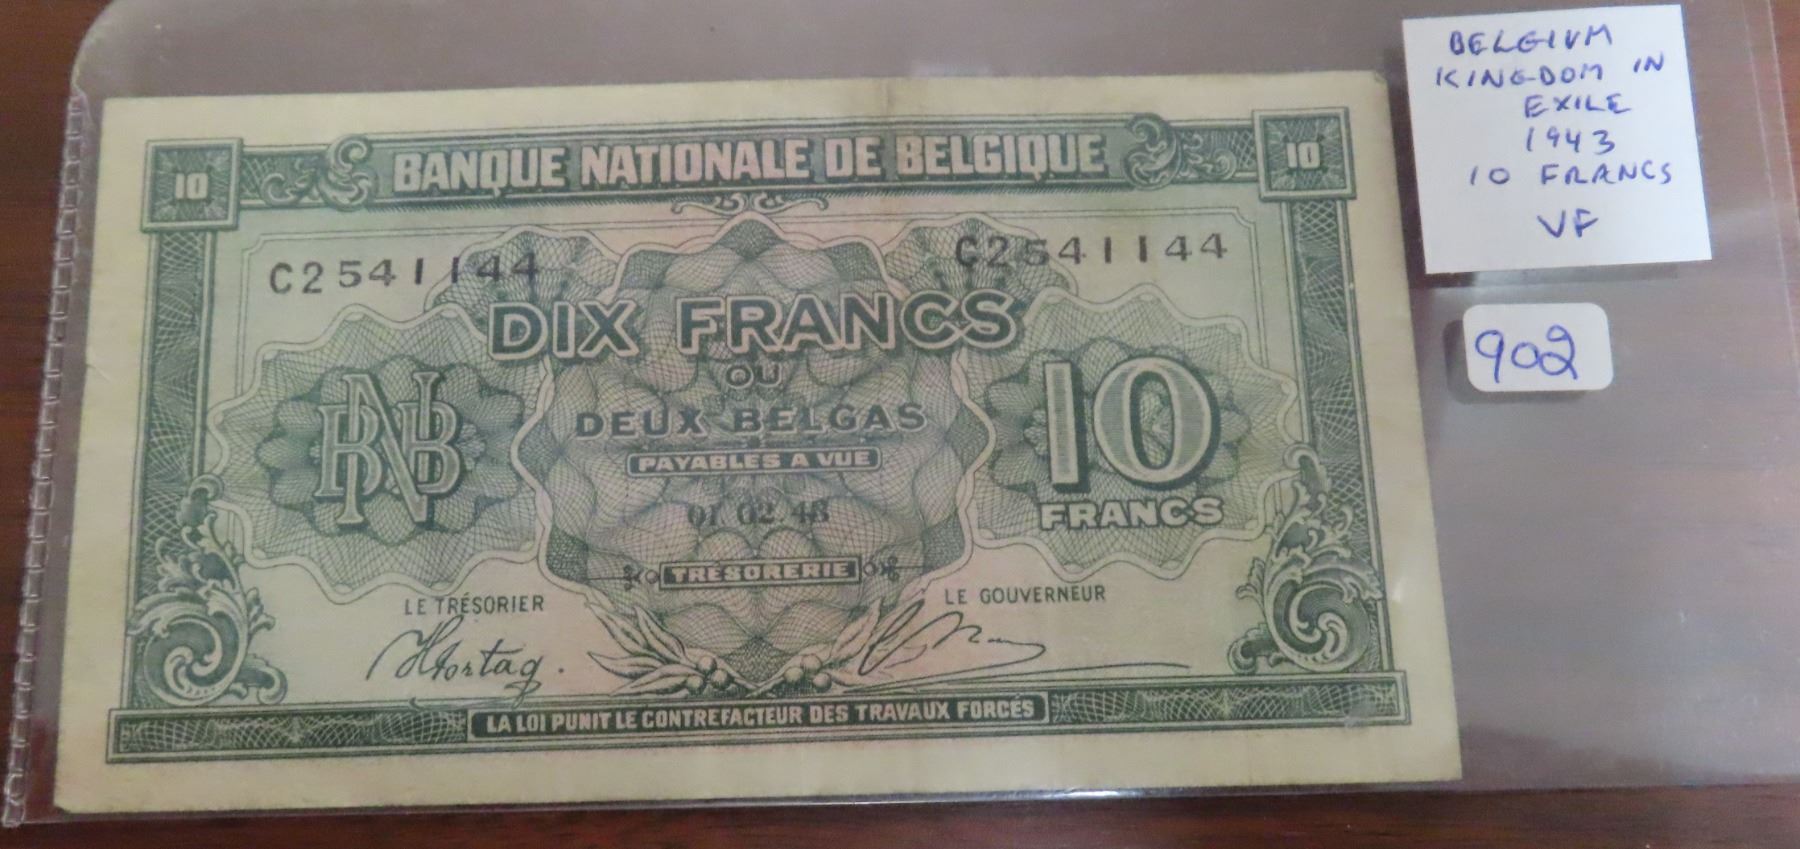 BANQUE NATIONALE DE BELGIQUE
10
10
C2541144
C2541144
DIX FRANCS
OU
DEUX BELGAS
PAYABLES A VUE
01.02.43
TRÉSORERIE
BNB
10
FRANCS
LE TRÉSORIER
LE GOUVERNEUR
LA LOI PUNIT LE CONTREFACTEUR DES TRAVAUX FORCÉS
BELGIUM
KINGDOM IN
EXILE
1943
10 FRANCS
VF
902